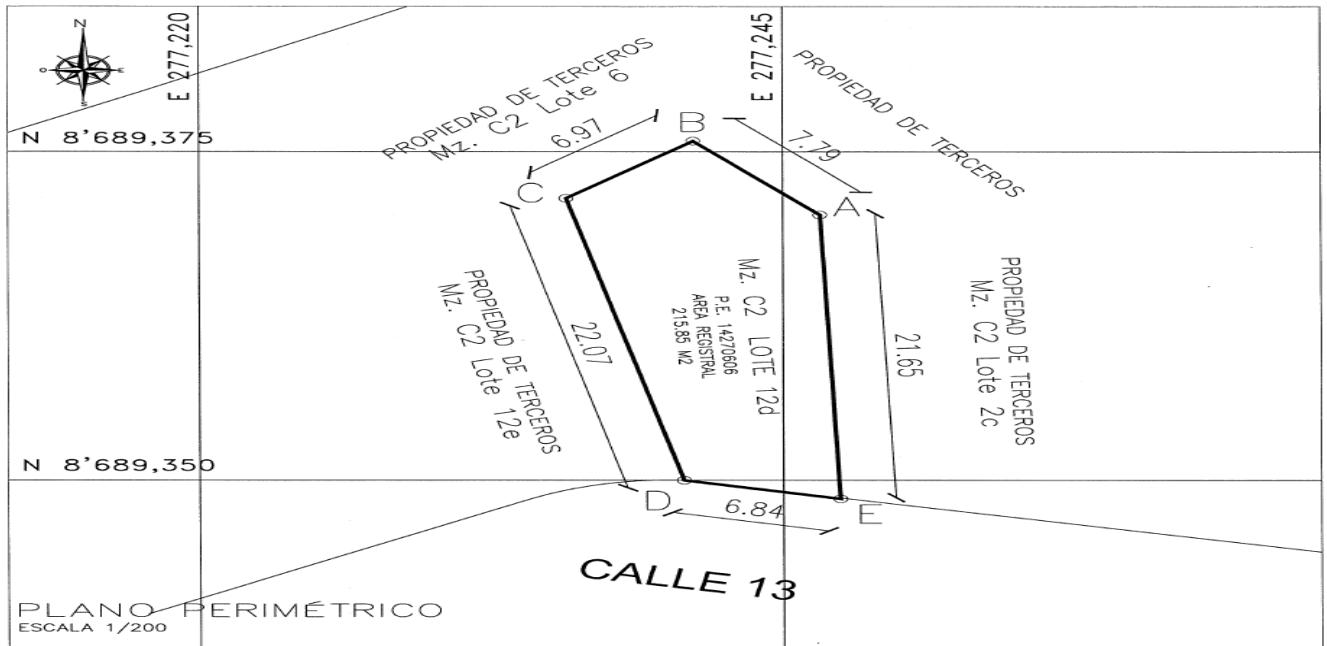 N
O
E
S
E 277,220
E 277,245
N 8'689,375
N 8'689,350
PROPIEDAD DE TERCEROS
Mz. C2 Lote 6
6.97
B
7.79
PROPIEDAD DE TERCEROS
C
A
Mz. C2 LOTE 12d
P.E. 14270606
AREA REGISTRAL
215.85 M2
22.07
PROPIEDAD DE TERCEROS
Mz. C2 Lote 12e
21.65
PROPIEDAD DE TERCEROS
Mz. C2 Lote 2c
D
6.84
E
CALLE 13
PLANO PERIMÉTRICO
ESCALA 1/200